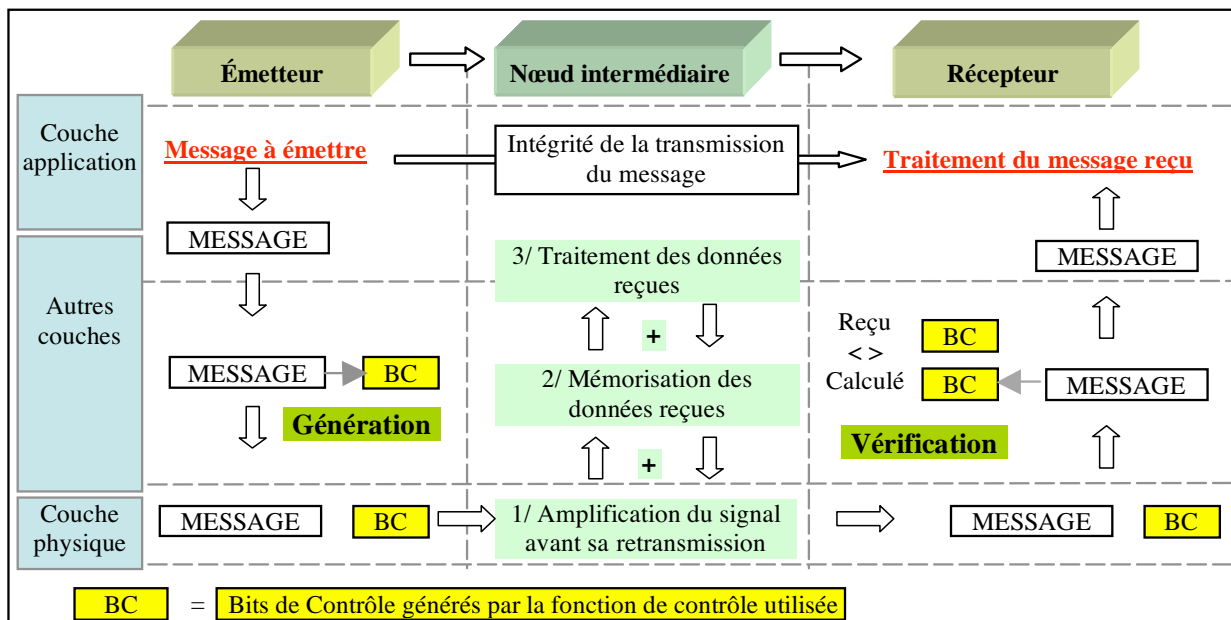 Émetteur
Nœud intermédiaire
Récepteur
Couche
application
Message à émettre
Intégrité de la transmission
du message
Traitement du message reçu
MESSAGE
MESSAGE
Autres
couches
3/ Traitement des données
reçues
+
Reçu
< >
Calculé
BC
BC
MESSAGE
MESSAGE
BC
2/ Mémorisation des
données reçues
Génération
Vérification
+
Couche
physique
MESSAGE
BC
1/ Amplification du signal
avant sa retransmission
MESSAGE
BC
BC = Bits de Contrôle générés par la fonction de contrôle utilisée